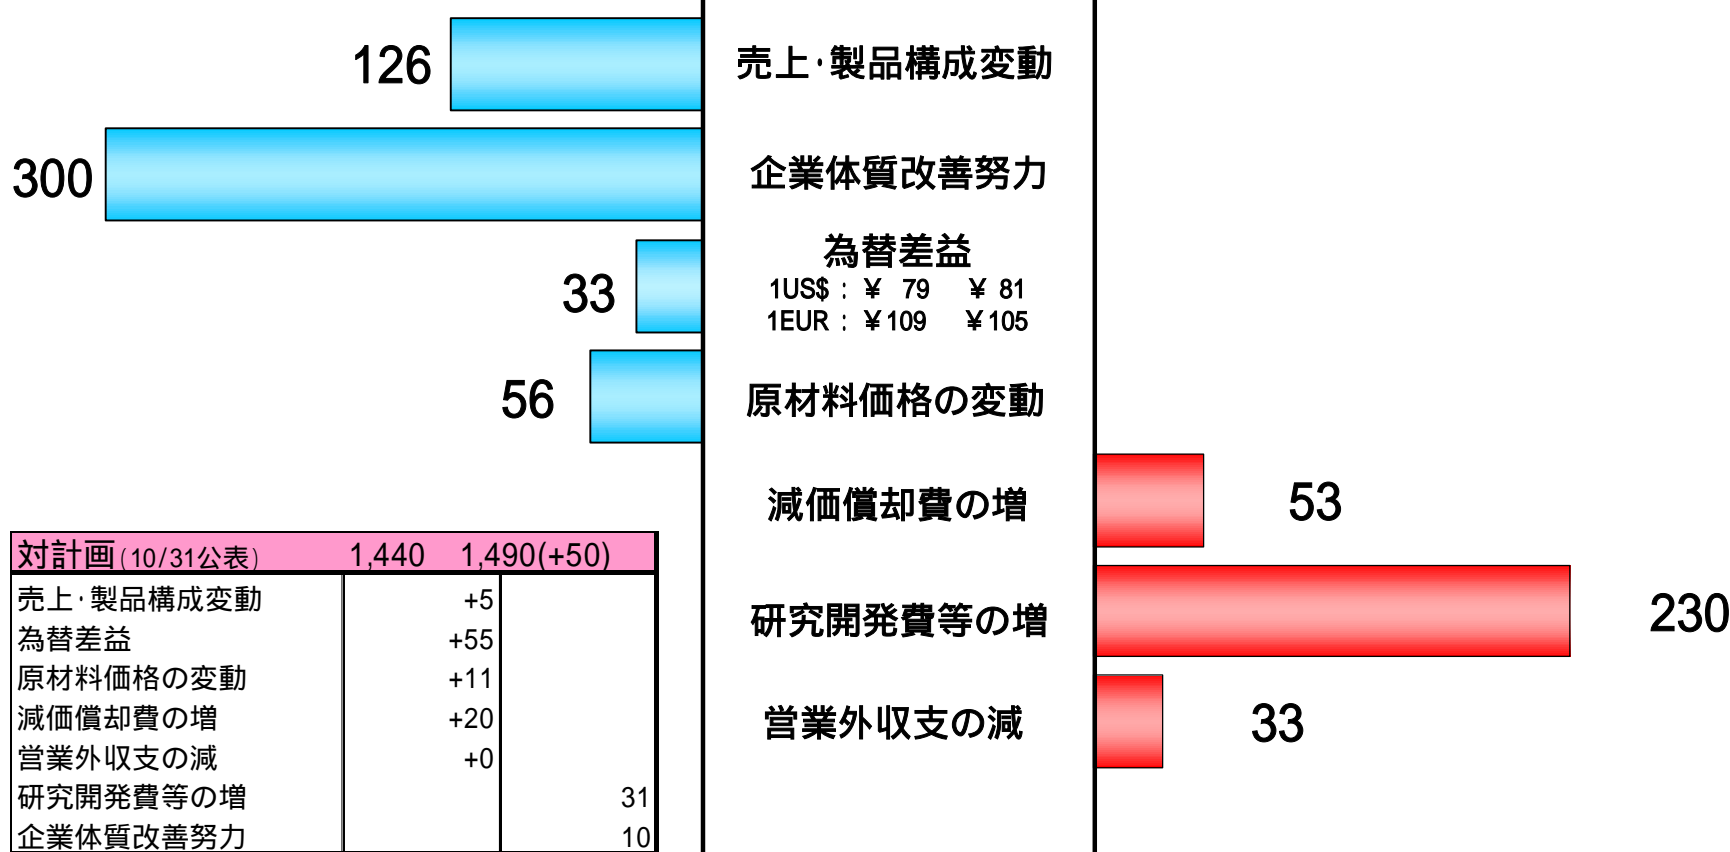 126 売上・製品構成変動
300 企業体質改善努力
為替差益
1US$ : ¥ 79 ¥ 81
1EUR : ¥109 ¥105
33
56 原材料価格の変動
減価償却費の増 53
研究開発費等の増 230
営業外収支の減 33
対計画(10/31公表) 1,440 1,490(+50)
売上・製品構成変動 +5
為替差益 +55
原材料価格の変動 +11
減価償却費の増 +20
営業外収支の減 +0
研究開発費等の増 31
企業体質改善努力 10